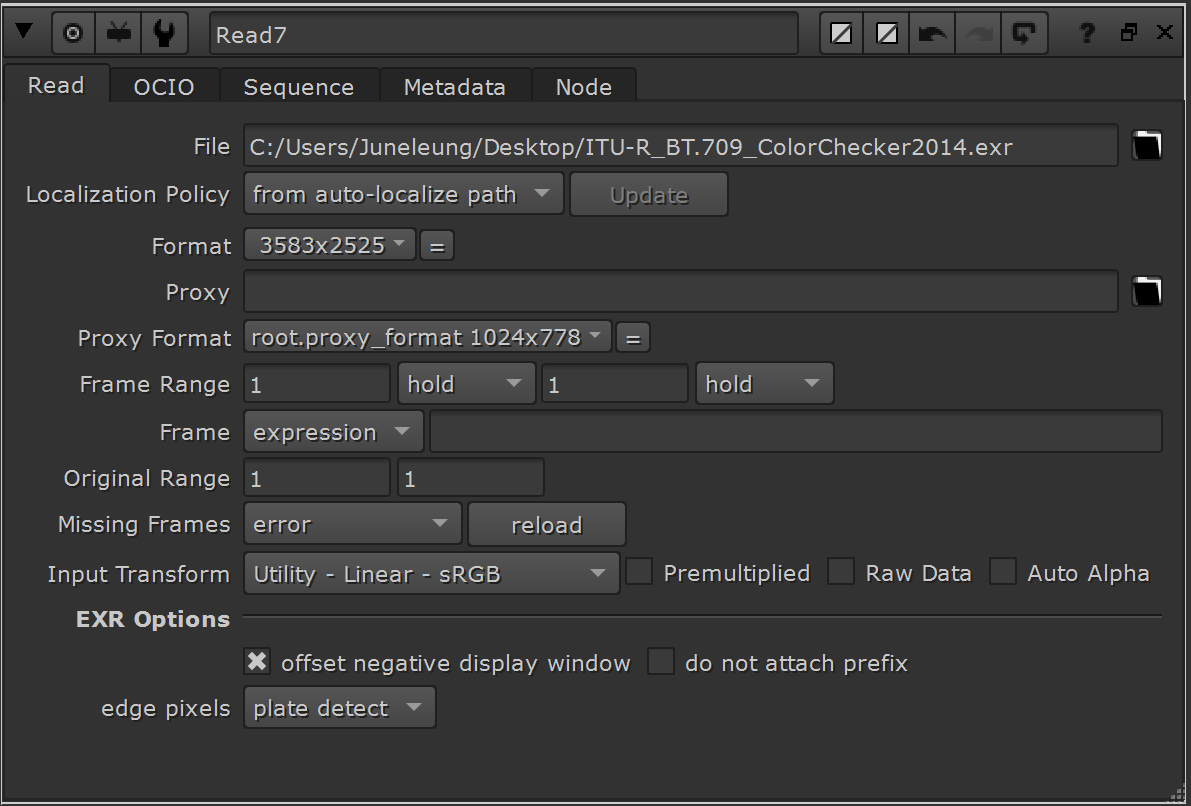 Read7 ?
Read OCIO Sequence Metadata Node
File C:/Users/Juneleung/Desktop/ITU-R_BT.709_ColorChecker2014.exr
Localization Policy from auto-localize path Update
Format 3583x2525 =
Proxy
Proxy Format root.proxy_format 1024x778 =
Frame Range 1 hold 1 hold
Frame expression
Original Range 1 1
Missing Frames error reload
Input Transform Utility - Linear - sRGB Premultiplied Raw Data Auto Alpha
EXR Options
offset negative display window do not attach prefix
edge pixels plate detect